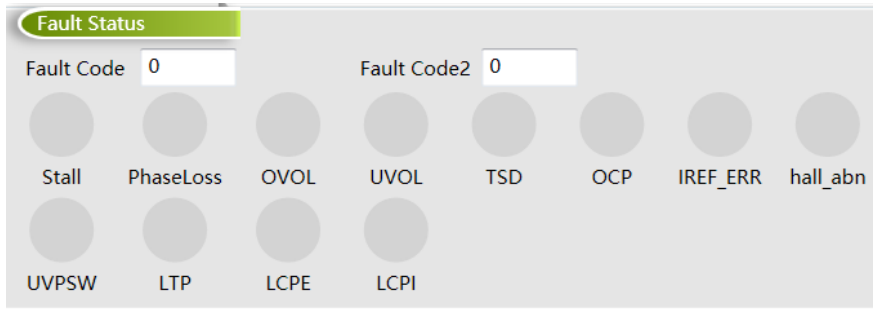 Fault Status
Fault Code 0 Fault Code2 0
Stall PhaseLoss OVOL UVOL TSD OCP IREF_ERR hall_abn
UVPSW LTP LCPE LCPI